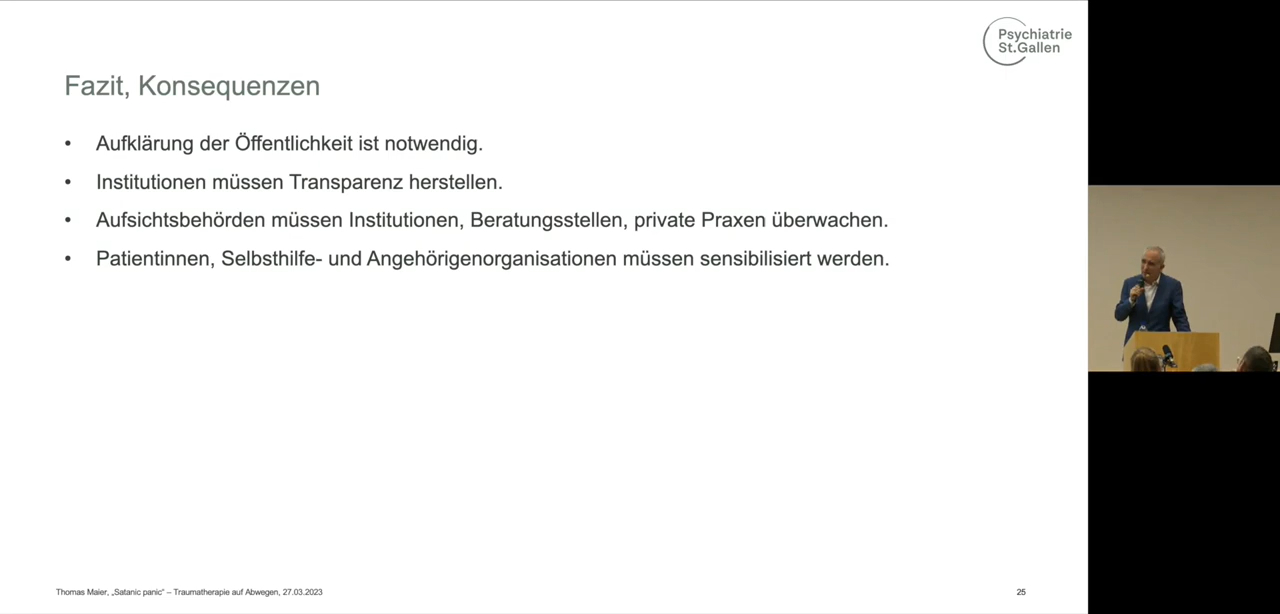 Psychiatrie
St.Gallen
Fazit, Konsequenzen
• Aufklärung der Öffentlichkeit ist notwendig.
• Institutionen müssen Transparenz herstellen.
• Aufsichtsbehörden müssen Institutionen, Beratungsstellen, private Praxen überwachen.
• Patientinnen, Selbsthilfe- und Angehörigenorganisationen müssen sensibilisiert werden.
Thomas Maier, „Satanic panic“ – Traumatherapie auf Abwegen, 27.03.2023
25